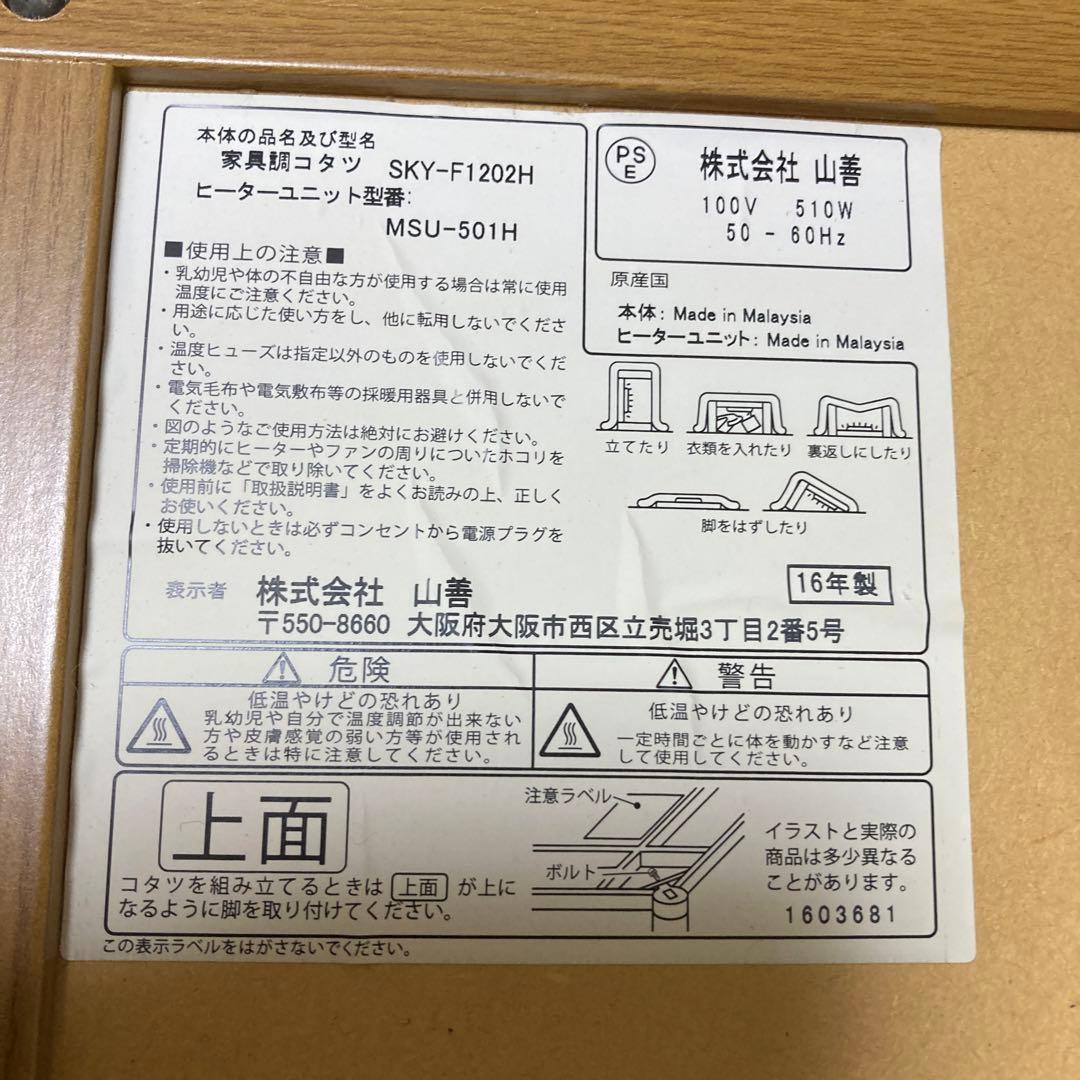 本体の品名及び型名
家具調コタツ SKY-F1202H
ヒーターユニット型番:
MSU-501H
■使用上の注意■
・乳幼児や体の不自由な方が使用する場合は常に使用
温度にご注意ください。
・用途に応じた使い方をし、他に転用しないでくださ
い。
・温度ヒューズは指定以外のものを使用しないでくだ
さい。
・電気毛布や電気敷布等の採暖用器具と併用しないで
ください。
・図のようなご使用方法は絶対にお避けください。
・定期的にヒーターやファンの周りについたホコリを
掃除機などで取り除いてください。
・使用前に「取扱説明書」をよくお読みの上、正しく
お使いください。
・使用しないときは必ずコンセントから電源プラグを
抜いてください。
PS
E
株式会社 山善
100V 510W
50 - 60Hz
原産国
本体: Made in Malaysia
ヒーターユニット: Made in Malaysia
立てたり 衣類を入れたり 裏返しにしたり
脚をはずしたり
16年製
表示者 株式会社 山善
〒550-8660 大阪府大阪市西区立売堀3丁目2番5号
危険
低温やけどの恐れあり
乳幼児や自分で温度調節が出来ない
方や皮膚感覚の弱い方等が使用され
るときは特に注意してください。
警告
低温やけどの恐れあり
一定時間ごとに体を動かすなど注意
して使用してください。
上面
コタツを組み立てるときは 上面 が上に
なるように脚を取り付けてください。
注意ラベル
ボルト
イラストと実際の
商品は多少異なる
ことがあります。
1603681
この表示ラベルをはがさないでください。